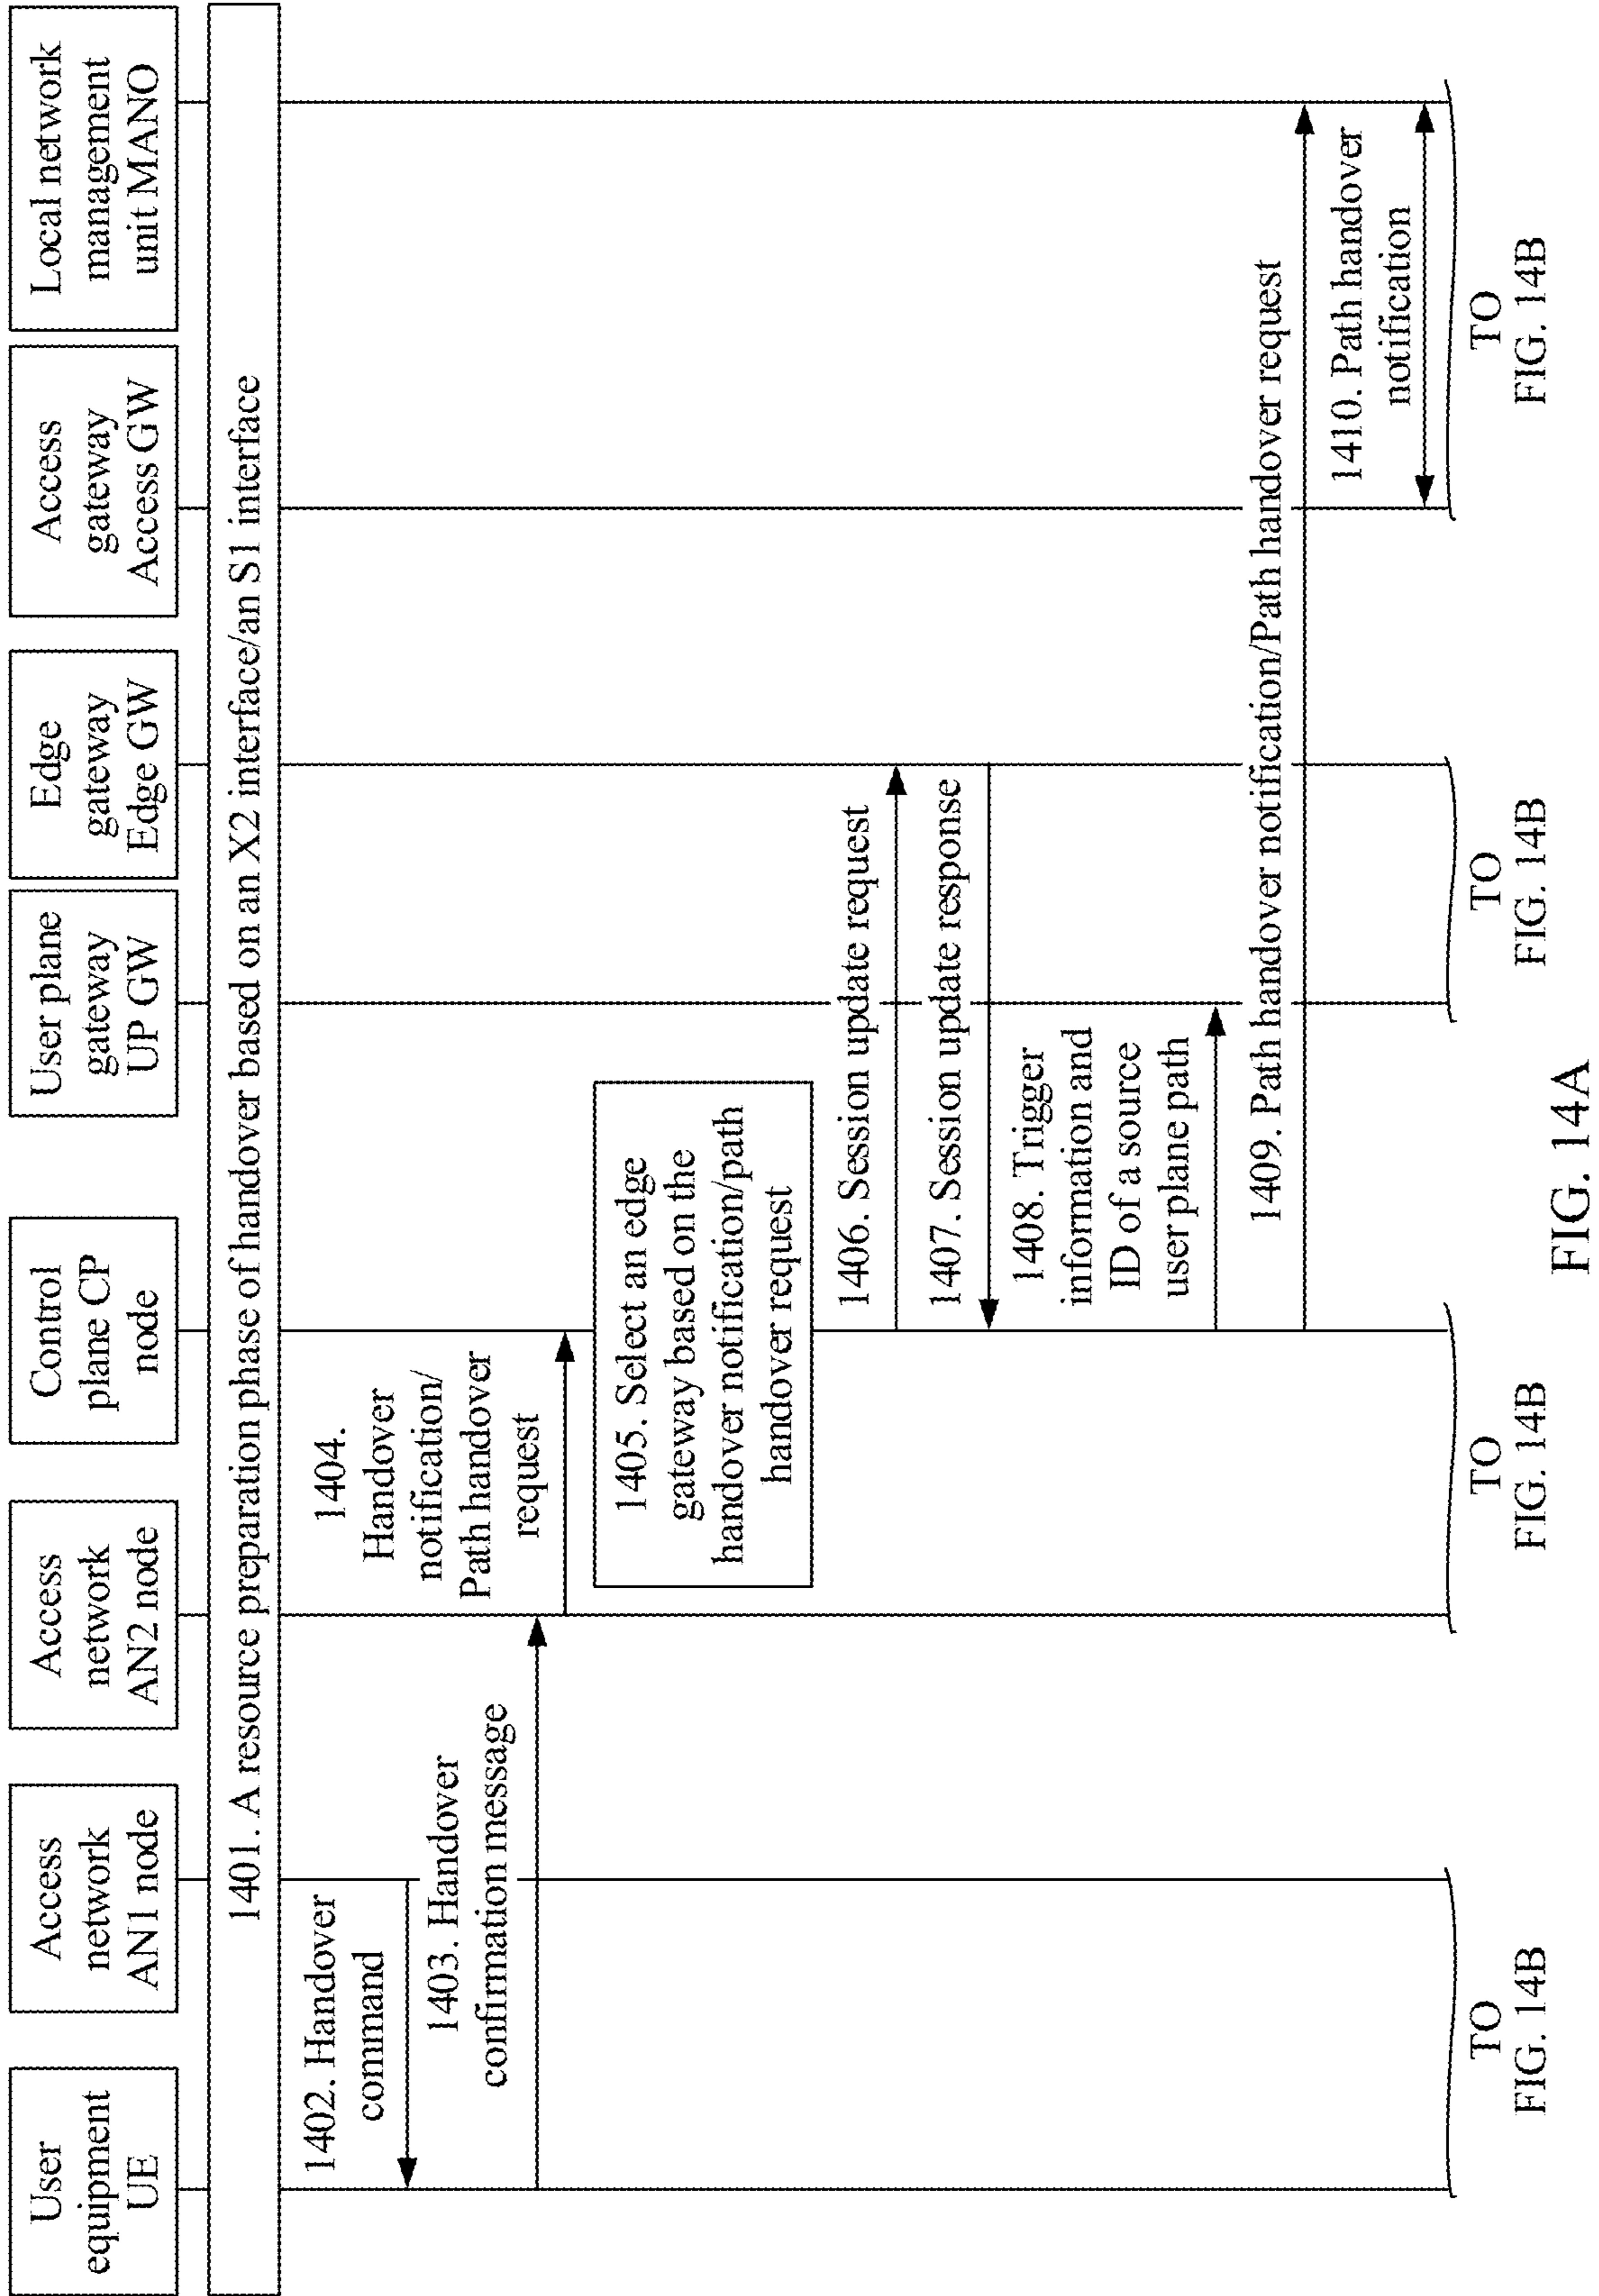 User
equipment
UE
Access
network
AN1 node
Access
network
AN2 node
Control
plane CP
node
User plane
gateway
UP GW
Edge
gateway
Edge GW
Access
gateway
Access GW
Local network
management
unit MANO
1401. A resource preparation phase of handover based on an X2 interface/an S1 interface
1402. Handover
command
1403. Handover
confirmation message
1404.
Handover
notification/
Path handover
request
1405. Select an edge
gateway based on the
handover notification/path
handover request
1406. Session update request
1407. Session update response
1408. Trigger
information and
ID of a source
user plane path
1409. Path handover notification/Path handover request
1410. Path handover
notification
TO
FIG. 14B
TO
FIG. 14B
TO
FIG. 14B
TO
FIG. 14B
FIG. 14A